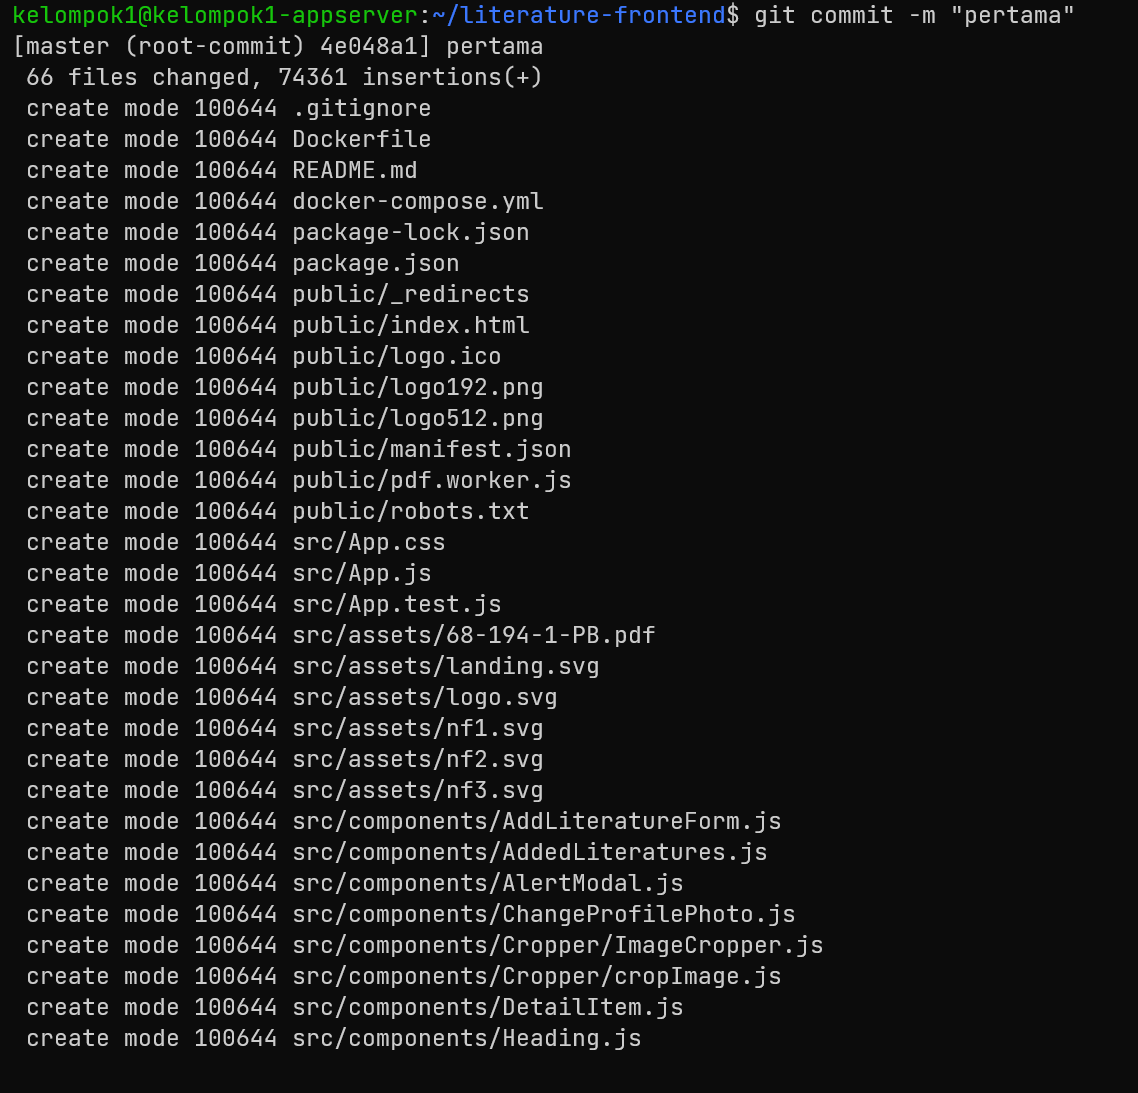 kelompok1@kelompok1-appserver:~/literature-frontend$ git commit -m "pertama"
[master (root-commit) 4e048a1] pertama
 66 files changed, 74361 insertions(+)
 create mode 100644 .gitignore
 create mode 100644 Dockerfile
 create mode 100644 README.md
 create mode 100644 docker-compose.yml
 create mode 100644 package-lock.json
 create mode 100644 package.json
 create mode 100644 public/_redirects
 create mode 100644 public/index.html
 create mode 100644 public/logo.ico
 create mode 100644 public/logo192.png
 create mode 100644 public/logo512.png
 create mode 100644 public/manifest.json
 create mode 100644 public/pdf.worker.js
 create mode 100644 public/robots.txt
 create mode 100644 src/App.css
 create mode 100644 src/App.js
 create mode 100644 src/App.test.js
 create mode 100644 src/assets/68-194-1-PB.pdf
 create mode 100644 src/assets/landing.svg
 create mode 100644 src/assets/logo.svg
 create mode 100644 src/assets/nf1.svg
 create mode 100644 src/assets/nf2.svg
 create mode 100644 src/assets/nf3.svg
 create mode 100644 src/components/AddLiteratureForm.js
 create mode 100644 src/components/AddedLiteratures.js
 create mode 100644 src/components/AlertModal.js
 create mode 100644 src/components/ChangeProfilePhoto.js
 create mode 100644 src/components/Cropper/ImageCropper.js
 create mode 100644 src/components/Cropper/cropImage.js
 create mode 100644 src/components/DetailItem.js
 create mode 100644 src/components/Heading.js